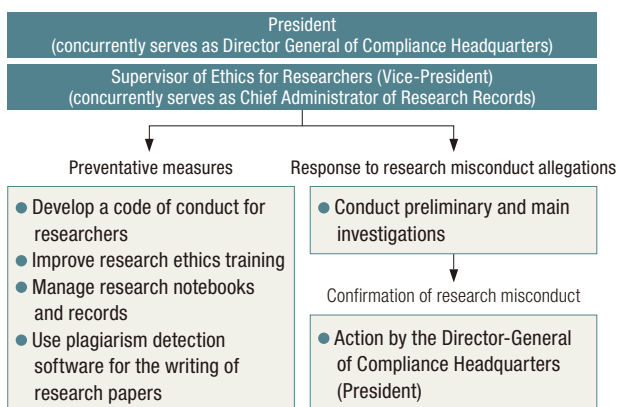 President
(concurrently serves as Director General of Compliance Headquarters)
Supervisor of Ethics for Researchers (Vice-President)
(concurrently serves as Chief Administrator of Research Records)
Preventative measures
● Develop a code of conduct for
researchers
● Improve research ethics training
● Manage research notebooks
and records
● Use plagiarism detection
software for the writing of
research papers
Response to research misconduct allegations
● Conduct preliminary and main
investigations
Confirmation of research misconduct
● Action by the Director-General
of Compliance Headquarters
(President)